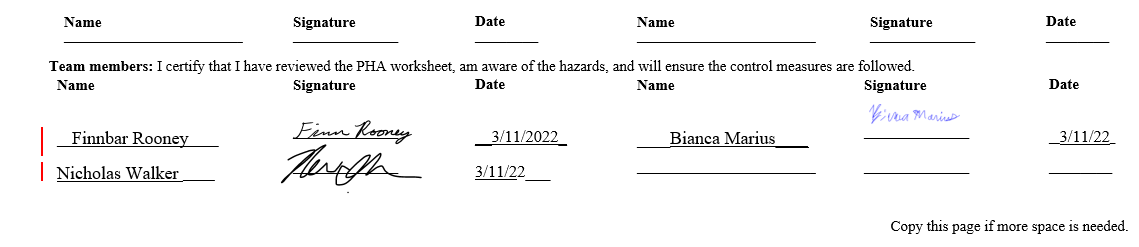 Name Signature Date Name Signature Date
Team members: I certify that I have reviewed the PHA worksheet, am aware of the hazards, and will ensure the control measures are followed.
Name Signature Date Name Signature Date
Finnbar Rooney Finn Rooney 3/11/2022 Bianca Marius Bianca Marius 3/11/22
Nicholas Walker 3/11/22
Copy this page if more space is needed.